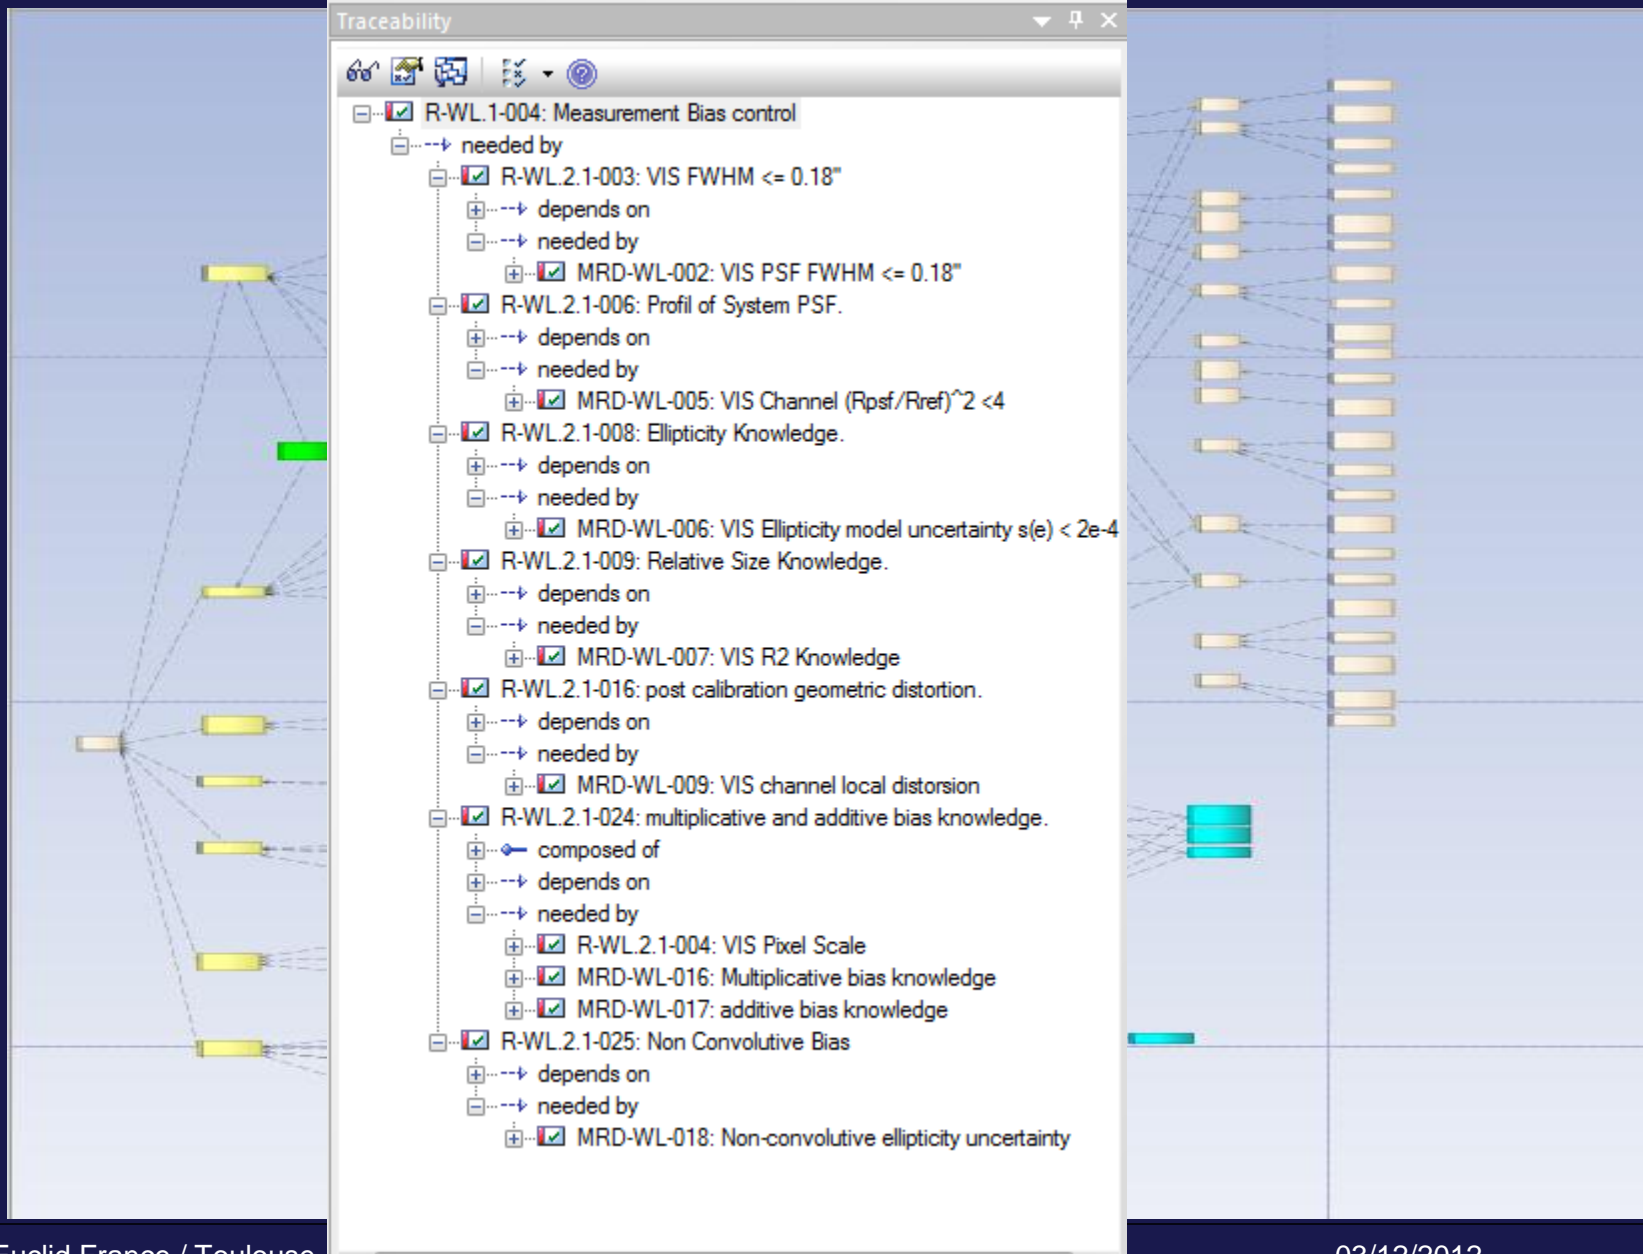 Traceability
R-WL.1-004: Measurement Bias control
needed by
R-WL.2.1-003: VIS FWHM <= 0.18"
depends on
needed by
MRD-WL-002: VIS PSF FWHM <= 0.18"
R-WL.2.1-006: Profil of System PSF.
depends on
needed by
MRD-WL-005: VIS Channel (Rpsf/Rref)^2 <4
R-WL.2.1-008: Ellipticity Knowledge.
depends on
needed by
MRD-WL-006: VIS Ellipticity model uncertainty s(e) < 2e-4
R-WL.2.1-009: Relative Size Knowledge.
depends on
needed by
MRD-WL-007: VIS R2 Knowledge
R-WL.2.1-016: post calibration geometric distortion.
depends on
needed by
MRD-WL-009: VIS channel local distorsion
R-WL.2.1-024: multiplicative and additive bias knowledge.
composed of
depends on
needed by
R-WL.2.1-004: VIS Pixel Scale
MRD-WL-016: Multiplicative bias knowledge
MRD-WL-017: additive bias knowledge
R-WL.2.1-025: Non Convolutive Bias
depends on
needed by
MRD-WL-018: Non-convolutive ellipticity uncertainty
Euclid France / Toulouse
03/12/2012